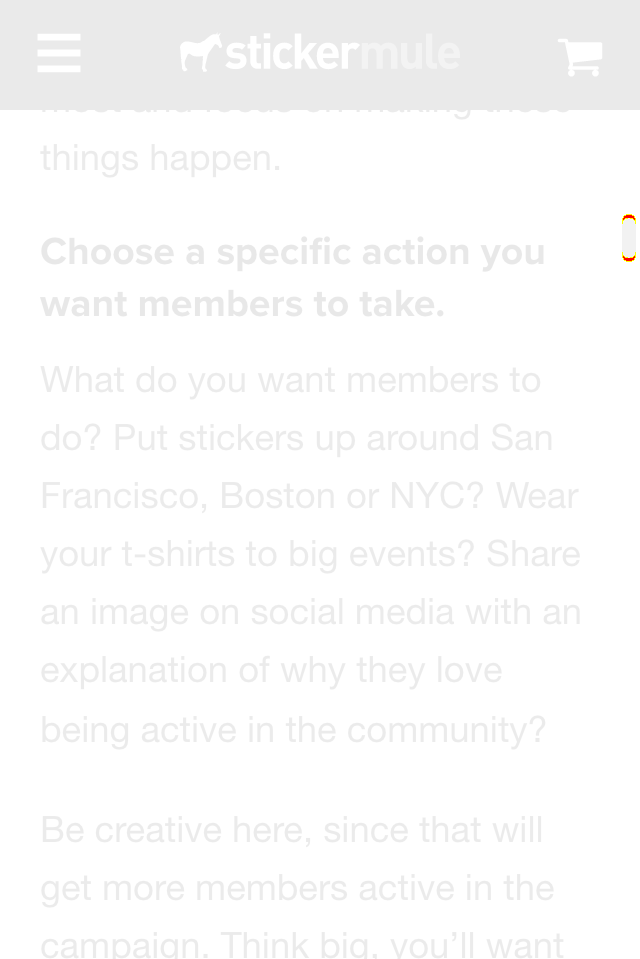 stickermule
things happen.
Choose a specific action you
want members to take.
What do you want members to
do? Put stickers up around San
Francisco, Boston or NYC? Wear
your t-shirts to big events? Share
an image on social media with an
explanation of why they love
being active in the community?
Be creative here, since that will
get more members active in the
campaign. Think big, you’ll want